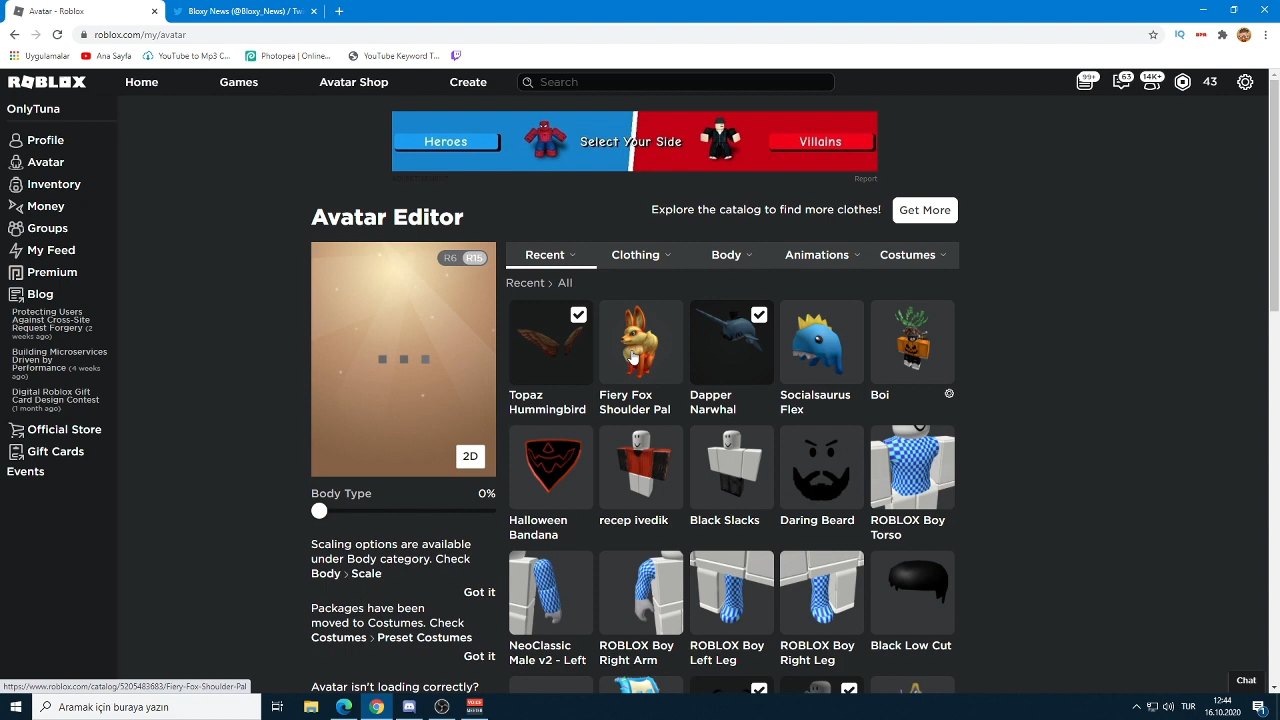 Avatar - Roblox
Bloxy News (@Bloxy_News) / Twi
roblox.com/my/avatar
Uygulamalar
Ana Sayfa
YouTube to Mp3 C...
Photopea | Online...
YouTube Keyword T...
ROBLOX
Home
Games
Avatar Shop
Create
Search
99+
63
14K+
43
OnlyTuna
Profile
Avatar
Inventory
Money
Groups
My Feed
Premium
Blog
Protecting Users
Against Cross-Site
Request Forgery (2
weeks ago)
Building Microservices
Driven by
Performance (4 weeks
ago)
Digital Roblox Gift
Card Design Contest
(1 month ago)
Official Store
Gift Cards
Events
Heroes
Select Your Side
Villains
Report
Avatar Editor
Explore the catalog to find more clothes!
Get More
R6
R15
2D
Body Type
0%
Scaling options are available
under Body category. Check
Body > Scale
Got it
Packages have been
moved to Costumes. Check
Costumes > Preset Costumes
Got it
Avatar isn't loading correctly?
Recent
Clothing
Body
Animations
Costumes
Recent > All
Topaz
Hummingbird
Fiery Fox
Shoulder Pal
Dapper
Narwhal
Socialsaurus
Flex
Boi
Halloween
Bandana
recep ivedik
Black Slacks
Daring Beard
ROBLOX Boy
Torso
NeoClassic
Male v2 - Left
ROBLOX Boy
Right Arm
ROBLOX Boy
Left Leg
ROBLOX Boy
Right Leg
Black Low Cut
Chat
https://www.roblox.com/catalog/5205483683/Fiery-Fox-Shoulder-Pal
Aramak için buraya yazın
TUR
12:44
16.10.2020